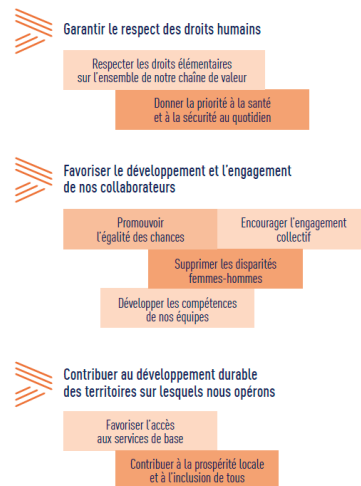 Garantir le respect des droits humains
Respecter les droits élémentaires
sur l'ensemble de notre chaîne de valeur
Donner la priorité à la santé
et à la sécurité au quotidien
Favoriser le développement et l'engagement
de nos collaborateurs
Promouvoir
l'égalité des chances
Encourager l'engagement
collectif
Supprimer les disparités
femmes-hommes
Développer les compétences
de nos équipes
Contribuer au développement durable
des territoires sur lesquels nous opérons
Favoriser l'accès
aux services de base
Contribuer à la prospérité locale
et à l'inclusion de tous